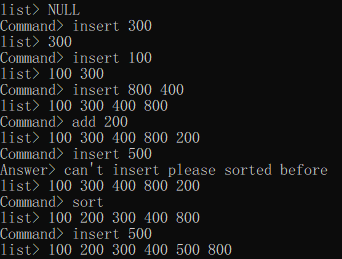 list> NULL
Command> insert 300
list> 300
Command> insert 100
list> 100 300
Command> insert 800 400
list> 100 300 400 800
Command> add 200
list> 100 300 400 800 200
Command> insert 500
Answer> can't insert please sorted before
list> 100 300 400 800 200
Command> sort
list> 100 200 300 400 800
Command> insert 500
list> 100 200 300 400 500 800